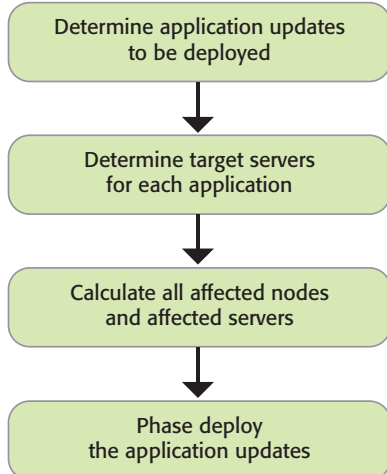 Determine application updates
to be deployed
Determine target servers
for each application
Calculate all affected nodes
and affected servers
Phase deploy
the application updates